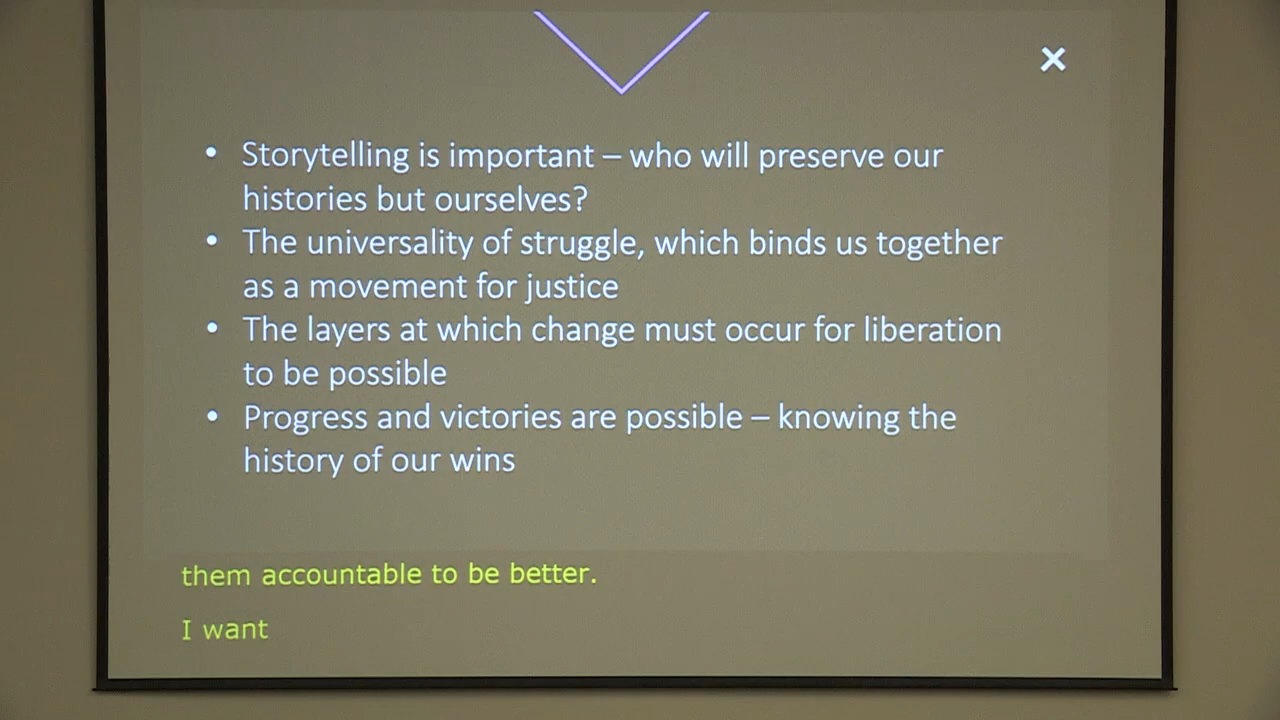 • Storytelling is important – who will preserve our
histories but ourselves?
• The universality of struggle, which binds us together
as a movement for justice
• The layers at which change must occur for liberation
to be possible
• Progress and victories are possible – knowing the
history of our wins
them accountable to be better.
I want